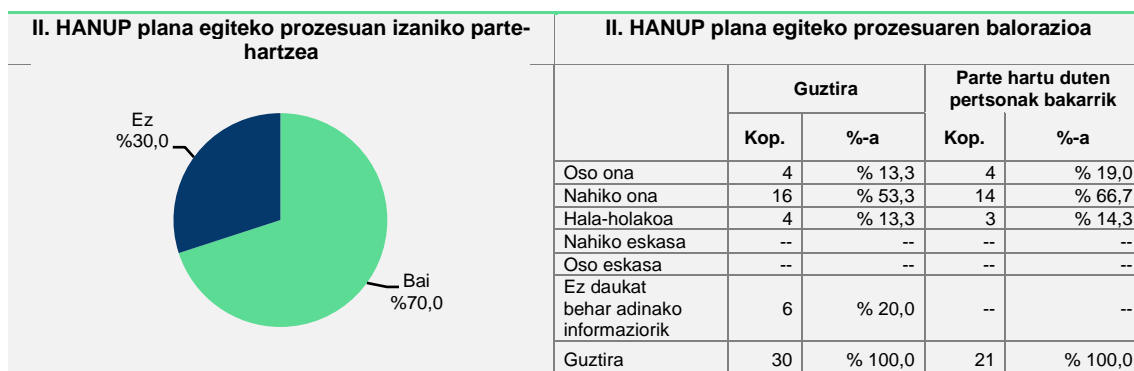 II. HANUP plana egiteko prozesuan izaniko parte-
hartzea
Ez
%30,0
Bai
%70,0
II. HANUP plana egiteko prozesuaren balorazioa
Guztira Parte hartu duten
pertsonak bakarrik
Kop. %-a Kop. %-a
Oso ona 4 % 13,3 4 % 19,0
Nahiko ona 16 % 53,3 14 % 66,7
Hala-holakoa 4 % 13,3 3 % 14,3
Nahiko eskasa -- -- -- --
Oso eskasa -- -- -- --
Ez daukat
behar adinako
informaziorik 6 % 20,0 -- --
Guztira 30 % 100,0 21 % 100,0